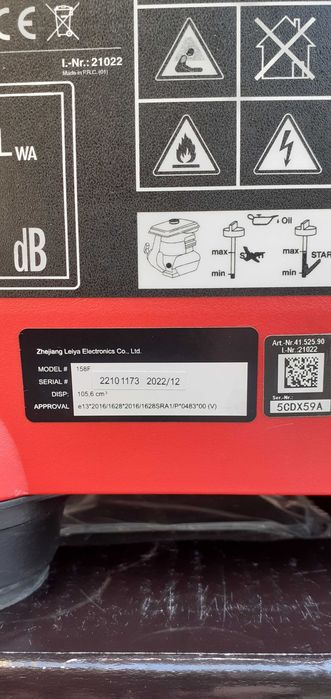 CE
I.-Nr.: 21022
Made in P.R.C. (01)
WA
dB
Oil
max
min
START
max
min
START
Zhejiang Leiya Electronics Co., Ltd.
MODEL # 158F
SERIAL # 22101173 2022/12
DISP: 105,6 cm³
APPROVAL e13*2016/1628*2016/1628SRA1/P*0483*00 (V)
Art.-Nr.:41.525.90
I.-Nr.:21022
Ser.-Nr.:
5CDX59A